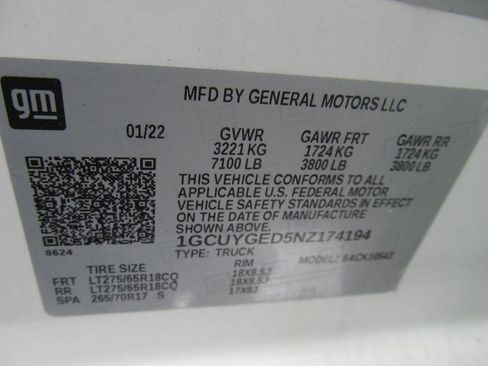 gm
MFD BY GENERAL MOTORS LLC
01/22 GVWR GAWR FRT GAWR RR
3221 KG 1724 KG 1724 KG
7100 LB 3800 LB 3800 LB
THIS VEHICLE CONFORMS TO ALL
APPLICABLE U.S. FEDERAL MOTOR
VEHICLE SAFETY STANDARDS IN EFFECT
ON THE DATE OF MANUFACTURE
SHOWN ABOVE.
1GCUYGED5NZ174194
8624
TYPE: TRUCK MODEL:
TIRE SIZE RIM
FRT LT275/65R18CQ 18X8.5J
RR LT275/65R18CQ 18X8.5J
SPA 265/70R17 S 17X8J